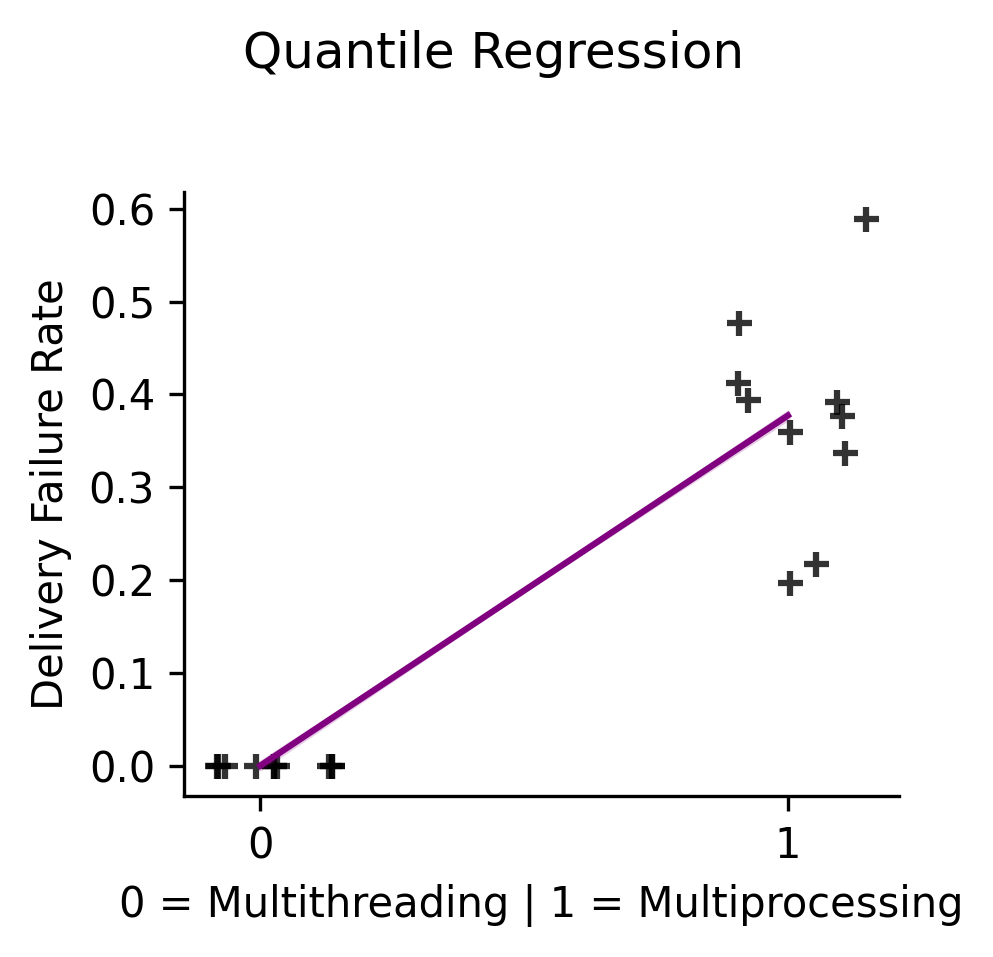 Quantile Regression
0.6
0.5
0.4
0.3
0.2
0.1
0.0
Delivery Failure Rate
0 1
0 = Multithreading | 1 = Multiprocessing